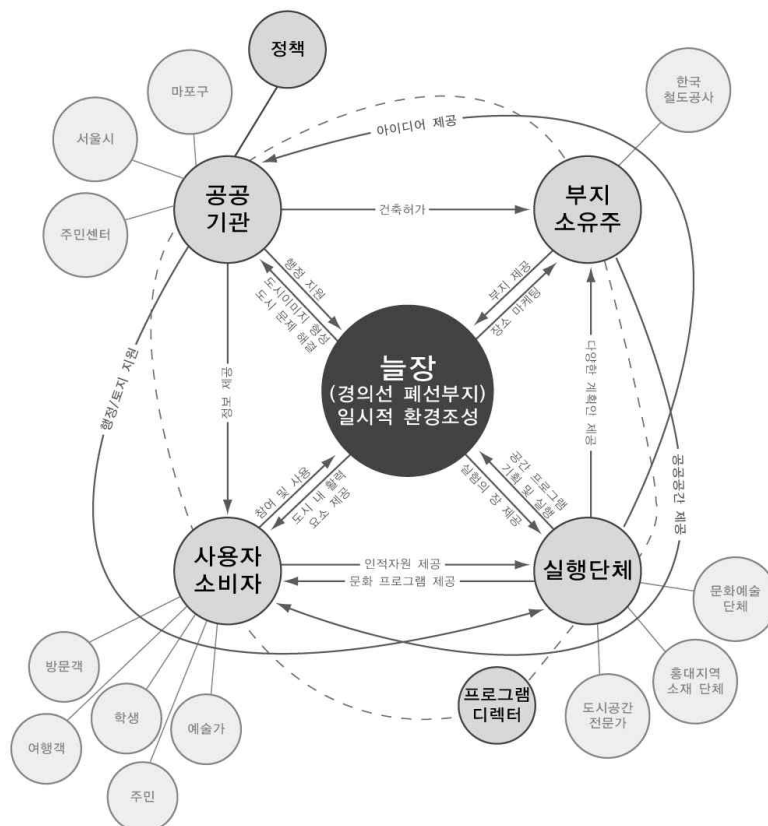 정책
마포구
한국
철도공사
서울시
아이디어 제공
공공
기관
부지
소유주
주민센터
건축허가
행정 지원
도시이미지 형성
도시 문제 해결
부지 제공
장소 마케팅
늘장
(경의선 폐선부지)
일시적 환경조성
행정/토지 지원
정보 제공
다양한 계획안 제공
공공공간 제공
참여 및 사용
도시 내 활력
요소 제공
공간 프로그램
기획 및 실행
실험의 장 제공
사용자
소비자
인적자원 제공
문화 프로그램 제공
실행단체
문화예술
단체
방문객
홍대지역
소재 단체
프로그램
디렉터
도시공간
전문가
학생
예술가
여행객
주민